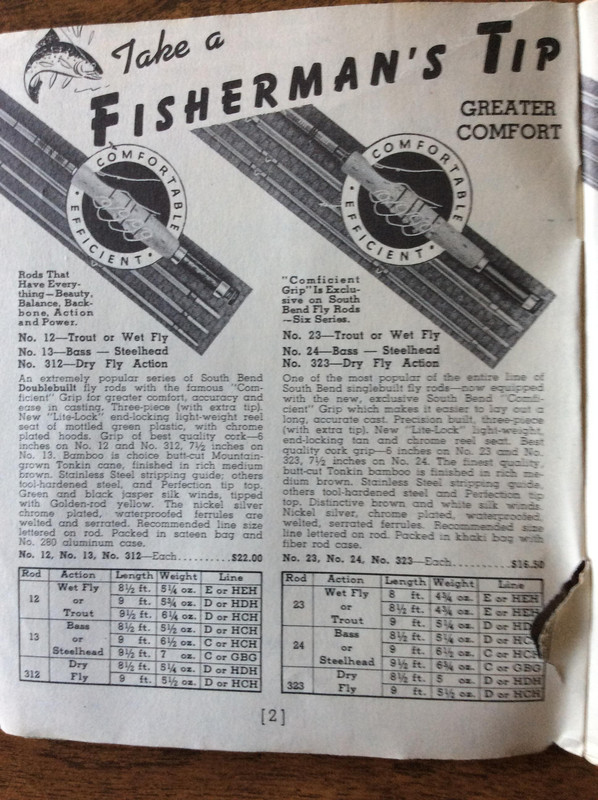 Take a
FISHERMAN'S TIP
GREATER
COMFORT
COMFORTABLE
• EFFICIENT •
COMFORTABLE
• EFFICIENT •
Rods That
Have Every-
thing—Beauty,
Balance, Back-
bone, Action
and Power.
No. 12—Trout or Wet Fly
No. 13—Bass — Steelhead
No. 312—Dry Fly Action
An extremely popular series of South Bend
Doublebuilt fly rods with the famous "Com-
ficient" Grip for greater comfort, accuracy and
ease in casting. Three-piece (with extra tip).
New "Lite-Lock" end-locking light-weight reel
seat of mottled green plastic, with chrome
plated hoods. Grip of best quality cork—6
inches on No. 12 and No. 312, 7½ inches on
No. 13. Bamboo is choice butt-cut Mountain-
grown Tonkin cane, finished in rich medium
brown. Stainless Steel stripping guide; others
tool-hardened steel, and Perfection tip top.
Green and black jasper silk winds, tipped
with Golden-rod yellow. The nickel silver
chrome plated, waterproofed ferrules are
welted and serrated. Recommended line size
lettered on rod. Packed in sateen bag and
No. 280 aluminum case.
No. 12, No. 13, No. 312—Each............$22.00
Rod Action Length Weight Line
12 Wet Fly or Trout 8½ ft. 5¼ oz. E or HEH
9 ft. 5¾ oz. D or HDH
9½ ft. 6¼ oz. D or HCH
13 Bass or Steelhead 8½ ft. 5½ oz. D or HCH
9 ft. 6½ oz. C or HCH
9½ ft. 7 oz. C or GBG
312 Dry Fly 8½ ft. 5¼ oz. D or HDH
9 ft. 5½ oz. D or HCH
"Comficient
Grip" Is Exclu-
sive on South
Bend Fly Rods
—Six Series.
No. 23—Trout or Wet Fly
No. 24—Bass — Steelhead
No. 323—Dry Fly Action
One of the most popular of the entire line of
South Bend singlebuilt fly rods—now equipped
with the new, exclusive South Bend "Comfi-
cient" Grip which makes it easier to lay out a
long, accurate cast. Precision built, three-piece
(with extra tip). New "Lite-Lock" light-weight,
end-locking tan and chrome reel seat. Best
quality cork grip—6 inches on No. 23 and No.
323, 7½ inches on No. 24. The finest quality,
butt-cut Tonkin bamboo is finished in rich me-
dium brown. Stainless Steel stripping guide,
others tool-hardened steel and Perfection tip
top. Distinctive brown and white silk winds.
Nickel silver, chrome plated, waterproofed,
welted, serrated ferrules. Recommended size
line lettered on rod. Packed in khaki bag with
fiber rod case.
No. 23, No. 24, No. 323—Each............$16.50
Rod Action Length Weight Line
23 Wet Fly or Trout 8 ft. 4¾ oz. E or HEH
8½ ft. 4¾ oz. E or HEH
9 ft. 5½ oz. D or
24 Bass or Steelhead 8½ ft. 5¼ oz. D or
9 ft. 6½ oz. C or
9½ ft. 6¾ oz. C or GBG
323 Dry Fly 8½ ft. 5 oz. D or HDH
9 ft. 5½ oz. D or HCH
[2]